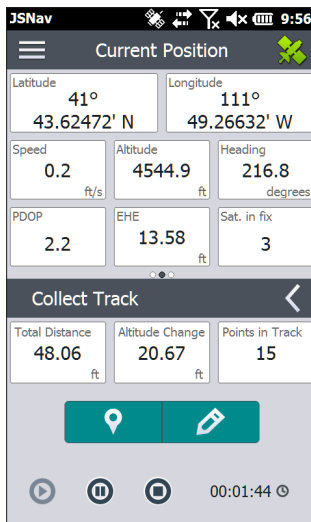 JSNav 9:56
Current Position
Latitude Longitude
41° 111°
43.62472' N 49.26632' W
Speed Altitude Heading
0.2 4544.9 216.8
ft/s ft degrees
PDOP EHE Sat. in fix
2.2 13.58 3
ft
Collect Track
Total Distance Altitude Change Points in Track
48.06 20.67 15
ft ft
00:01:44